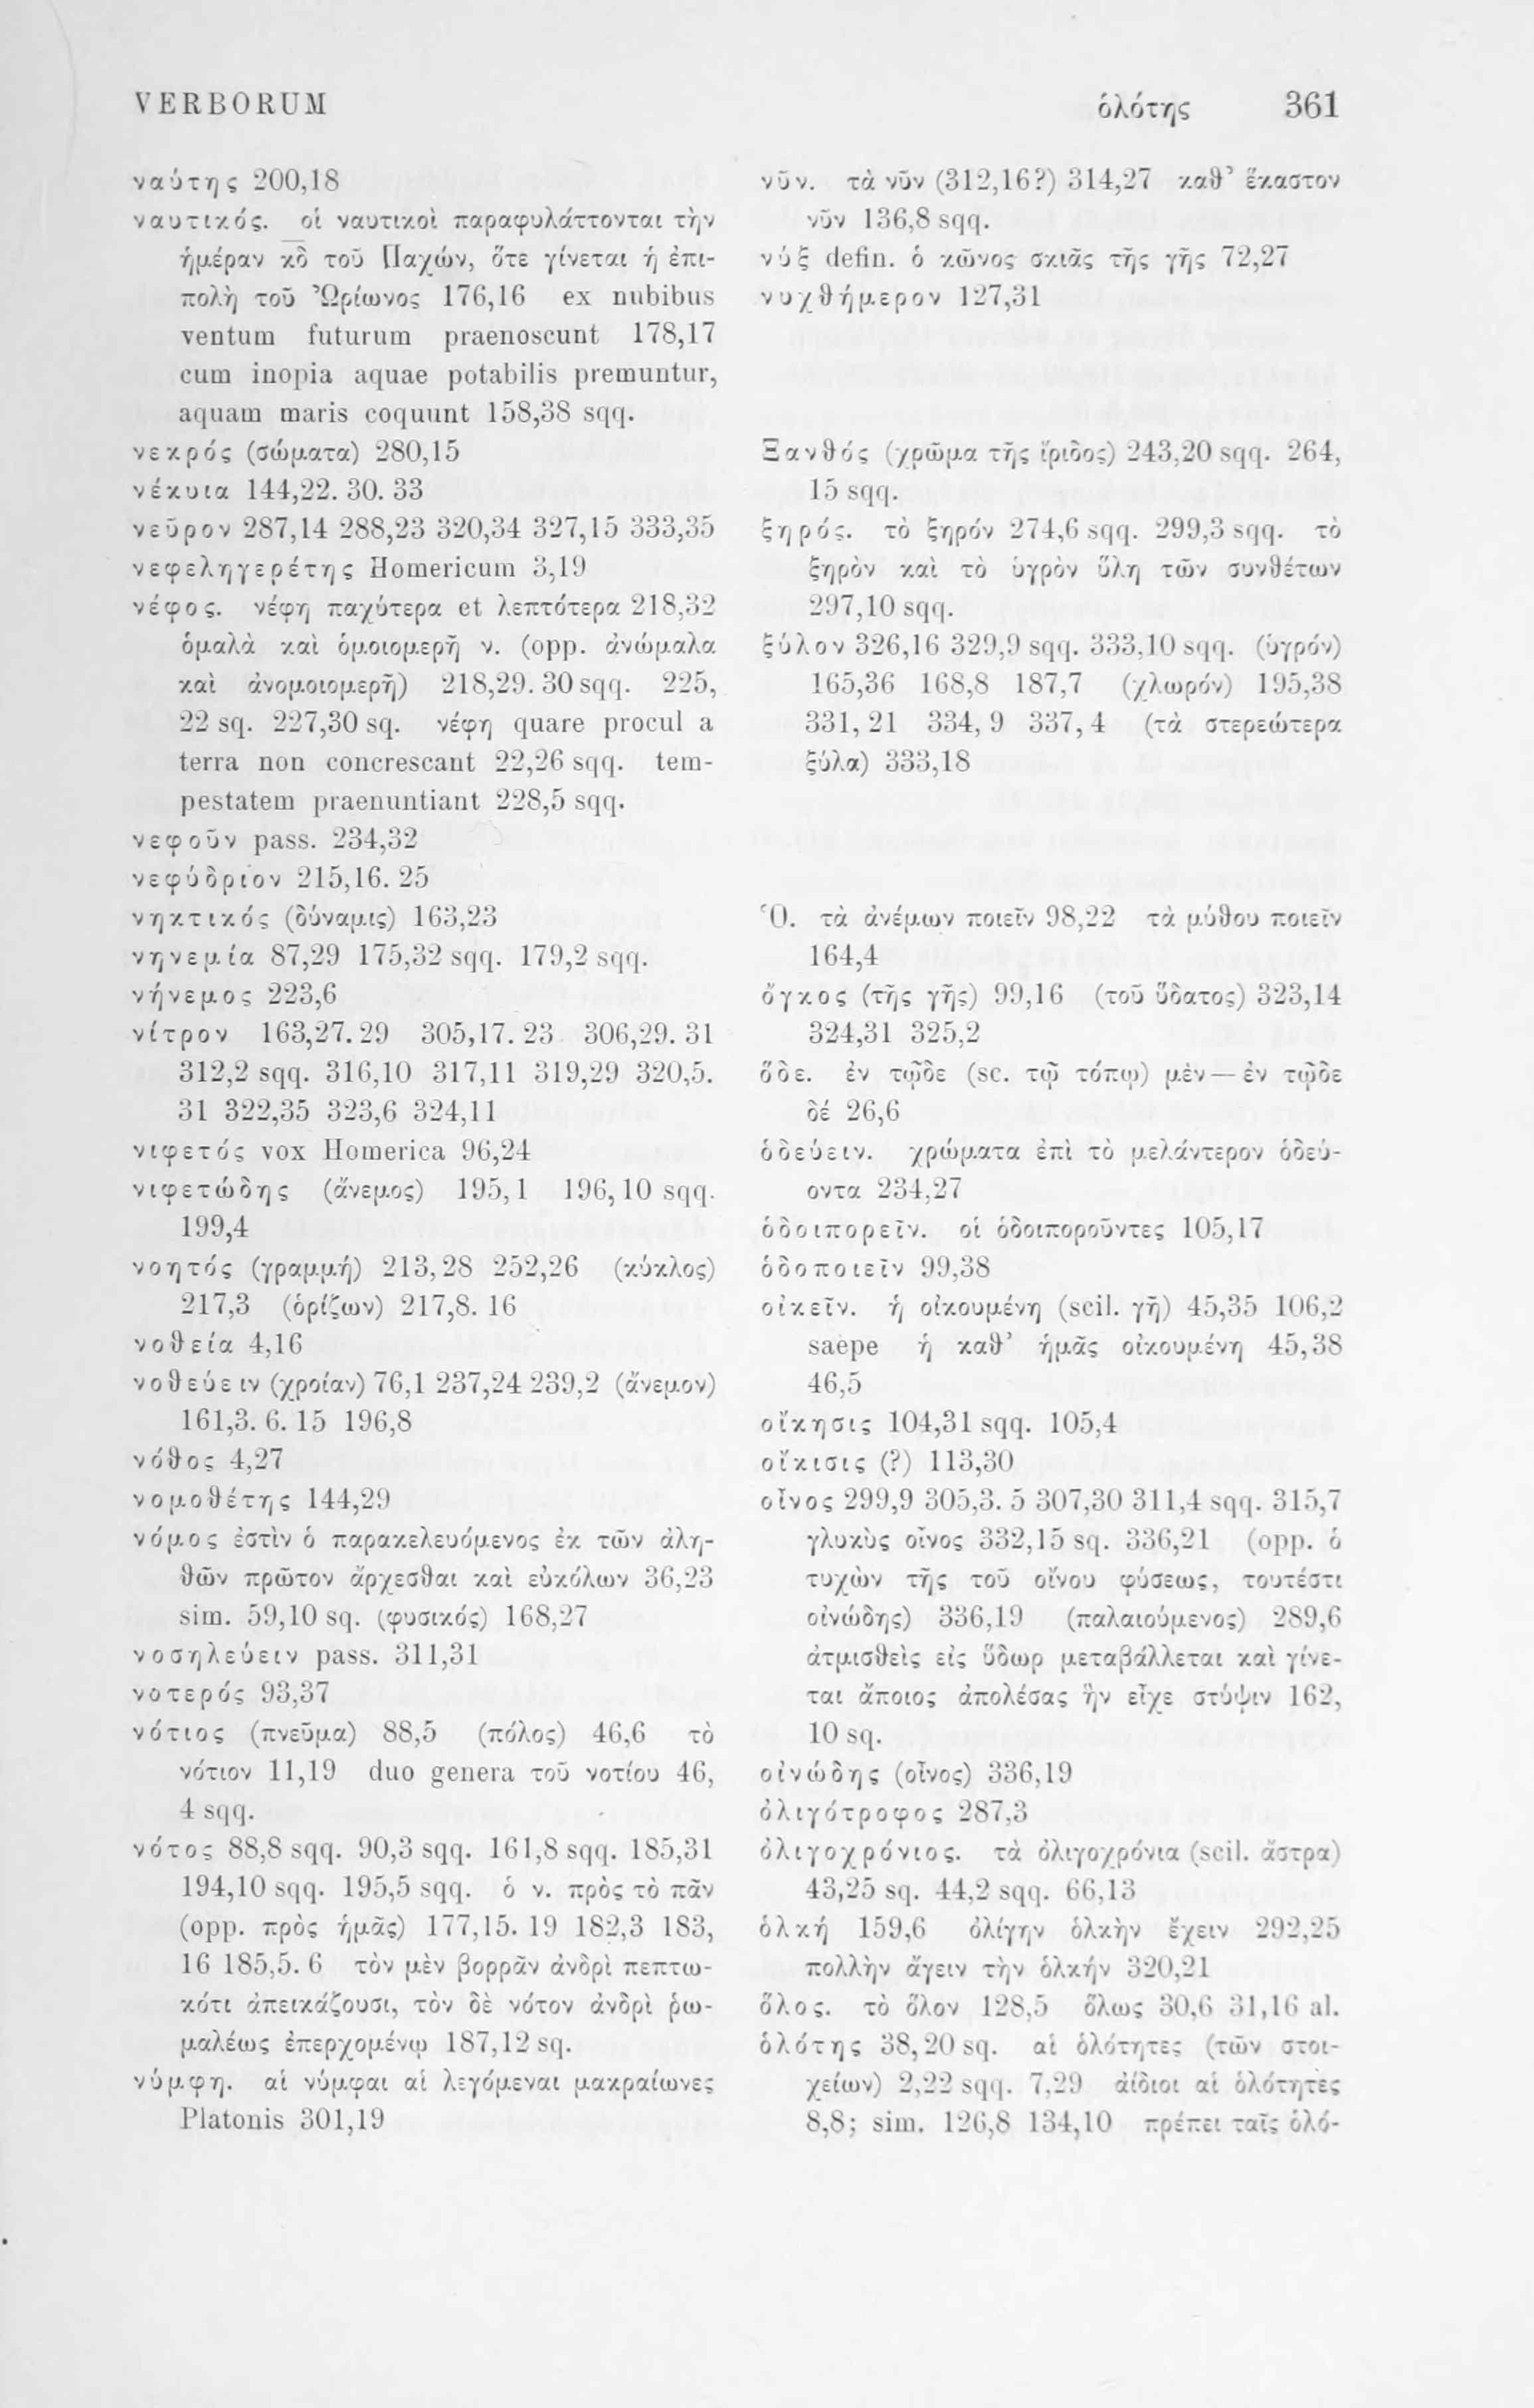 VERBORUM ὁλότης 361
ναύτης 200,18
ναυτικός. οἱ ναυτικοὶ παραφυλάττονται τὴν
ἡμέραν κδ τοῦ Παχών, ὅτε γίνεται ἡ ἐπι-
πολὴ τοῦ Ὠρίωνος 176,16 ex nubibus
ventum futurum praenoscunt 178,17
cum inopia aquae potabilis premuntur,
aquam maris coquunt 158,38 sqq.
νεκρός (σώματα) 280,15
νέκυια 144,22. 30. 33
νεῦρον 287,14 288,23 320,34 327,15 333,35
νεφεληγερέτης Homericum 3,19
νέφος. νέφη παχύτερα et λεπτότερα 218,32
ὁμαλὰ καὶ ὁμοιομερῆ ν. (opp. ἀνώμαλα
καὶ ἀνομοιομερῆ) 218,29. 30 sqq. 225,
22 sq. 227,30 sq. νέφη quare procul a
terra non concrescant 22,26 sqq. tem-
pestatem praenuntiant 228,5 sqq.
νεφοῦν pass. 234,32
νεφύδριον 215,16. 25
νηκτικός (δύναμις) 163,23
νηνεμία 87,29 175,32 sqq. 179,2 sqq.
νήνεμος 223,6
νίτρον 163,27. 29 305,17. 23 306,29. 31
312,2 sqq. 316,10 317,11 319,29 320,5.
31 322,35 323,6 324,11
νιφετός vox Homerica 96,24
νιφετώδης (ἄνεμος) 195,1 196,10 sqq.
199,4
νοητός (γραμμή) 213,28 252,26 (κύκλος)
217,3 (ὁρίζων) 217,8. 16
νοθεία 4,16
νοθεύειν (χροίαν) 76,1 237,24 239,2 (ἄνεμον)
161,3. 6. 15 196,8
νόθος 4,27
νομοθέτης 144,29
νόμος ἐστὶν ὁ παρακελευόμενος ἐκ τῶν ἀλη-
θῶν πρῶτον ἄρχεσθαι καὶ εὐκόλων 36,23
sim. 59,10 sq. (φυσικός) 168,27
νοσηλεύειν pass. 311,31
νοτερός 93,37
νότιος (πνεῦμα) 88,5 (πόλος) 46,6 τὸ
νότιον 11,19 duo genera τοῦ νοτίου 46,
4 sqq.
νότος 88,8 sqq. 90,3 sqq. 161,8 sqq. 185,31
194,10 sqq. 195,5 sqq. ὁ ν. πρὸς τὸ πᾶν
(opp. πρὸς ἡμᾶς) 177,15. 19 182,3 183,
16 185,5. 6 τὸν μὲν βορρᾶν ἀνδρὶ πεπτω-
κότι ἀπεικάζουσι, τὸν δὲ νότον ἀνδρὶ ῥω-
μαλέως ἐπερχομένῳ 187,12 sq.
νύμφη. αἱ νύμφαι αἱ λεγόμεναι μακραίωνες
Platonis 301,19
νῦν. τὰ νῦν (312,16?) 314,27 καθ’ ἕκαστον
νῦν 136,8 sqq.
νύξ defin. ὁ κῶνος σκιᾶς τῆς γῆς 72,27
νυχθήμερον 127,31
Ξανθός (χρῶμα τῆς ἴριδος) 243,20 sqq. 264,
15 sqq.
ξηρός. τὸ ξηρόν 274,6 sqq. 299,3 sqq. τὸ
ξηρὸν καὶ τὸ ὑγρὸν ὕλη τῶν συνθέτων
297,10 sqq.
ξύλον 326,16 329,9 sqq. 333,10 sqq. (ὑγρόν)
165,36 168,8 187,7 (χλωρόν) 195,38
331,21 334,9 337,4 (τὰ στερεώτερα
ξύλα) 333,18
Ὁ. τὰ ἀνέμων ποιεῖν 98,22 τὰ μύθου ποιεῖν
164,4
ὄγκος (τῆς γῆς) 99,16 (τοῦ ὕδατος) 323,14
324,31 325,2
ὅδε. ἐν τῷδε (sc. τῷ τόπῳ) μὲν — ἐν τῷδε
δέ 26,6
ὁδεύειν. χρώματα ἐπὶ τὸ μελάντερον ὁδεύ-
οντα 234,27
ὁδοιπορεῖν. οἱ ὁδοιποροῦντες 105,17
ὁδοποιεῖν 99,38
οἰκεῖν. ἡ οἰκουμένη (scil. γῆ) 45,35 106,2
saepe ἡ καθ’ ἡμᾶς οἰκουμένη 45,38
46,5
οἴκησις 104,31 sqq. 105,4
οἴκισις (?) 113,30
οἶνος 299,9 305,3. 5 307,30 311,4 sqq. 315,7
γλυκὺς οἶνος 332,15 sq. 336,21 (opp. ὁ
τυχὼν τῆς τοῦ οἴνου φύσεως, τουτέστι
οἰνώδης) 336,19 (παλαιούμενος) 289,6
ἀτμισθεὶς εἰς ὕδωρ μεταβάλλεται καὶ γίνε-
ται ἄποιος ἀπολέσας ἣν εἶχε στύψιν 162,
10 sq.
οἰνώδης (οἶνος) 336,19
ὀλιγότροφος 287,3
ὀλιγοχρόνιος. τὰ ὀλιγοχρόνια (scil. ἄστρα)
43,25 sq. 44,2 sqq. 66,13
ὁλκή 159,6 ὀλίγην ὁλκὴν ἔχειν 292,25
πολλὴν ἄγειν τὴν ὁλκήν 320,21
ὅλος. τὸ ὅλον 128,5 ὅλως 30,6 31,16 al.
ὁλότης 38,20 sq. αἱ ὁλότητες (τῶν στοι-
χείων) 2,22 sqq. 7,29 ἀίδιοι αἱ ὁλότητες
8,8; sim. 126,8 134,10 πρέπει ταῖς ὁλό-